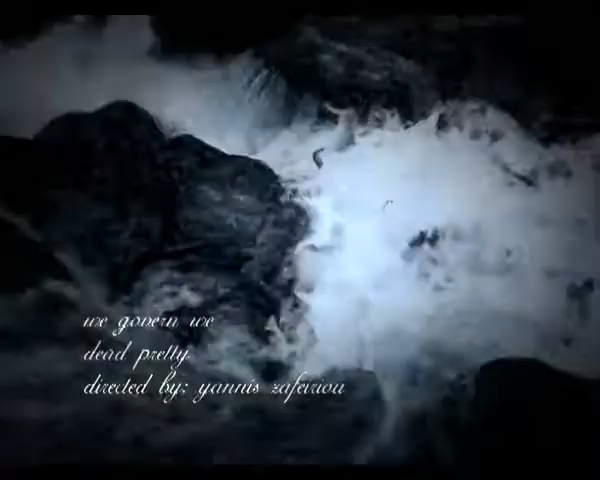 we govern we
dead pretty
directed by: yannis zafeiriou